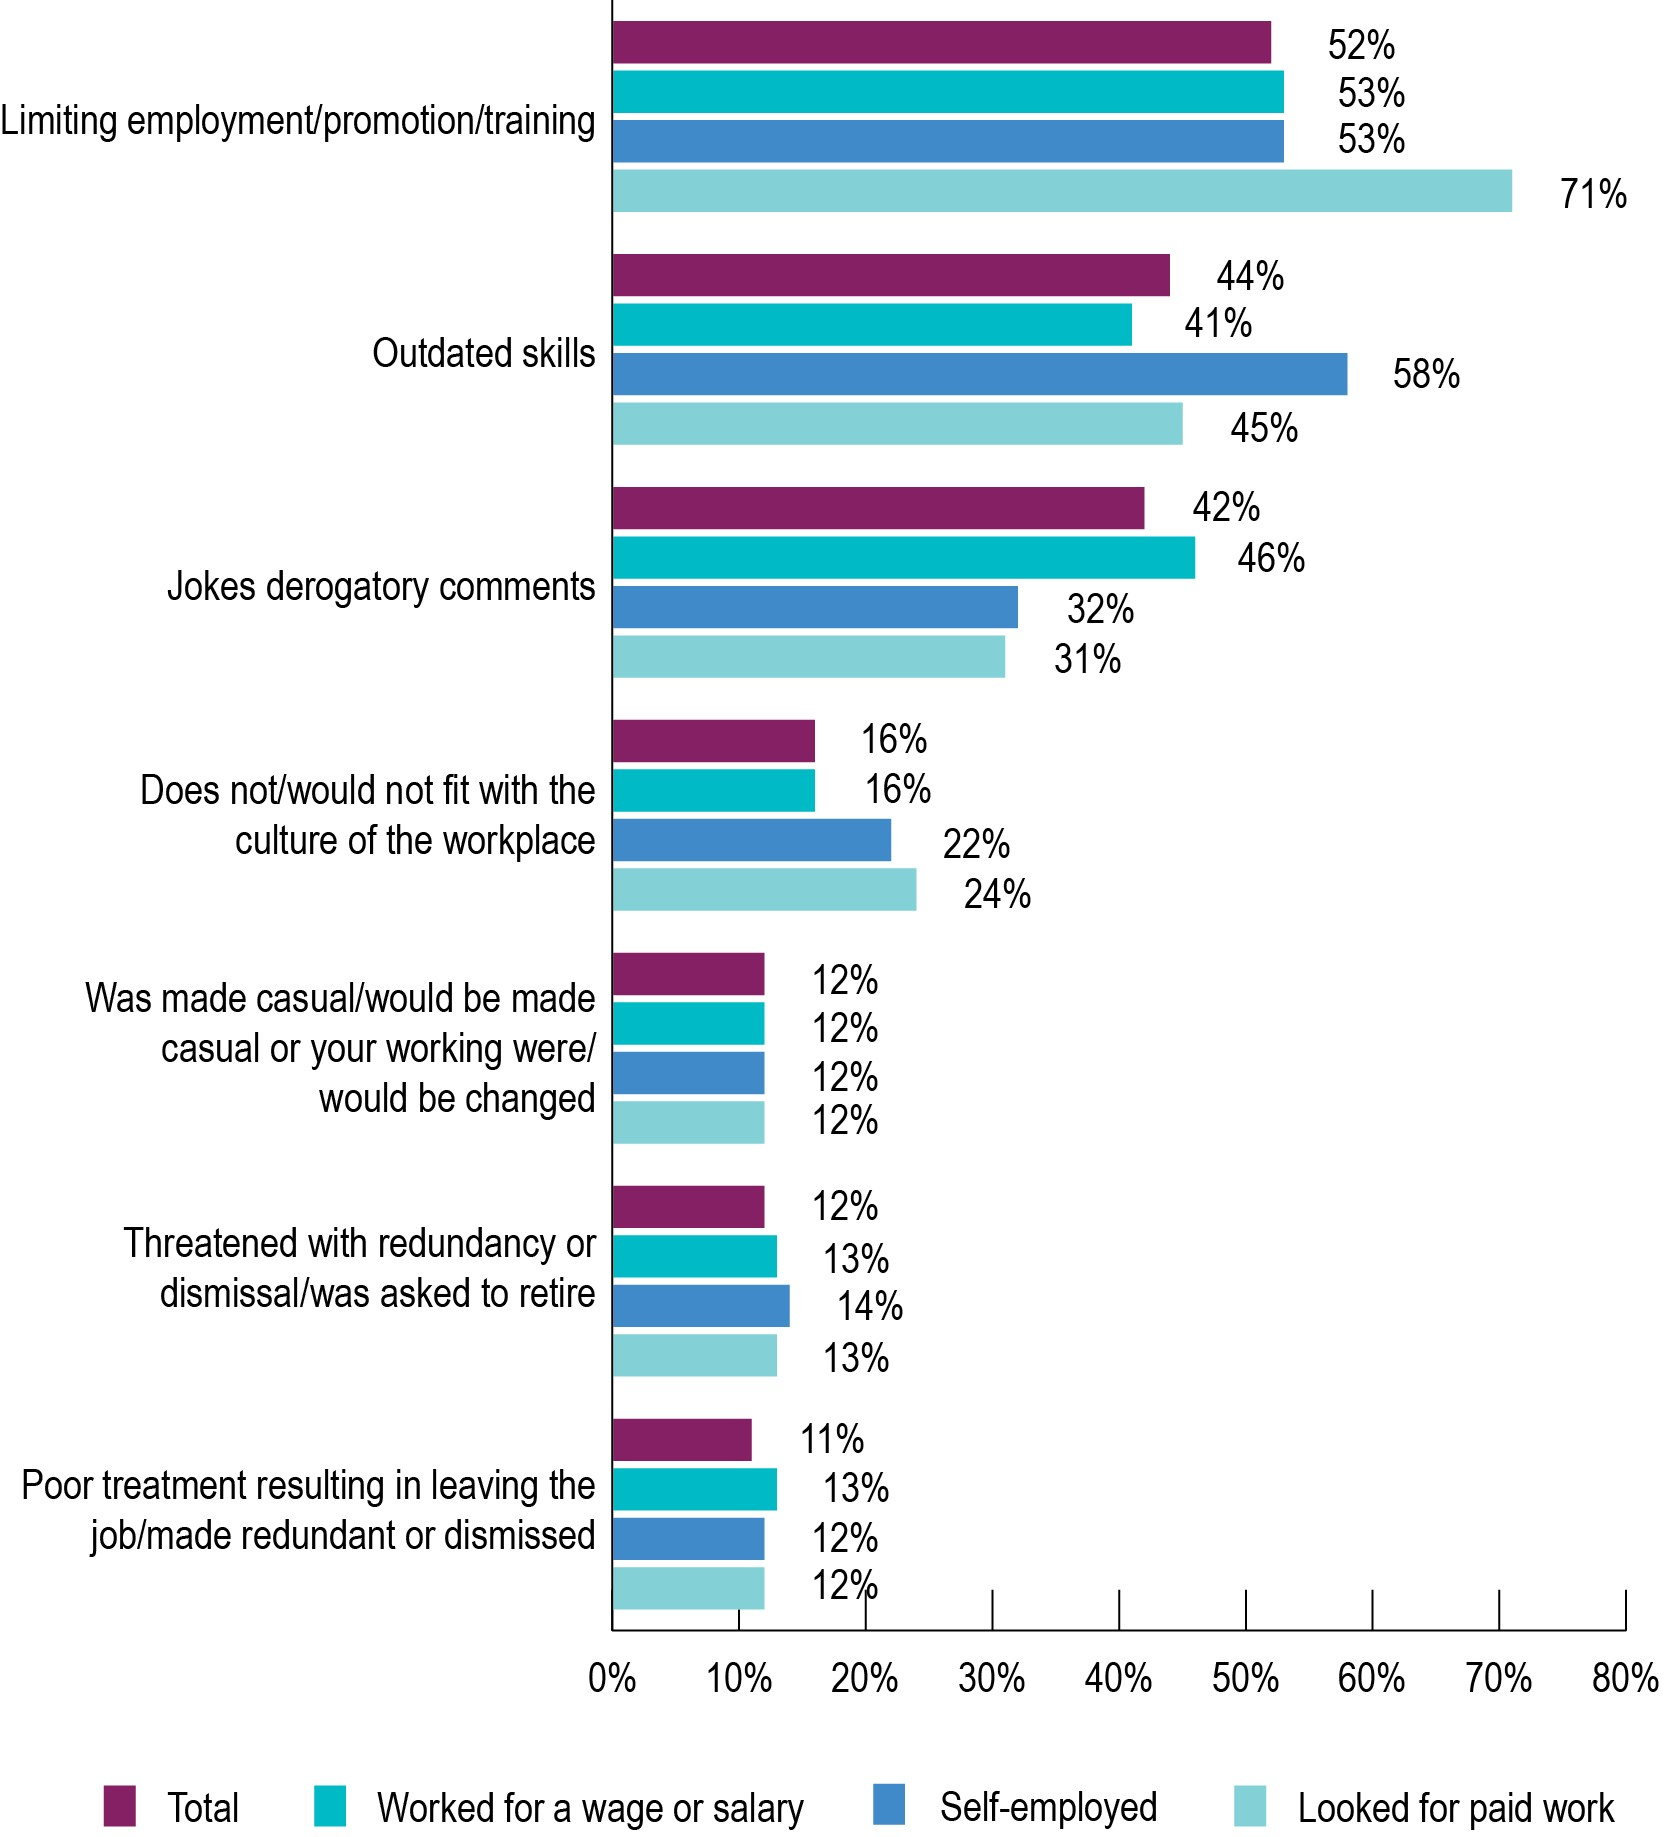 52%
53%
Limiting employment/promotion/training
53%
71%
44%
41%
Outdated skills
58%
45%
42%
46%
Jokes derogatory comments
32%
31%
16%
16%
Does not/would not fit with the
culture of the workplace
22%
24%
12%
Was made casual/would be made
12%
casual or your working were/
12%
would be changed
12%
12%
Threatened with redundancy or
13%
dismissal/was asked to retire
14%
13%
11%
Poor treatment resulting in leaving the
13%
job/made redundant or dismissed
12%
12%
0% 10% 20% 30% 40% 50% 60% 70% 80%
Total Worked for a wage or salary Self-employed Looked for paid work